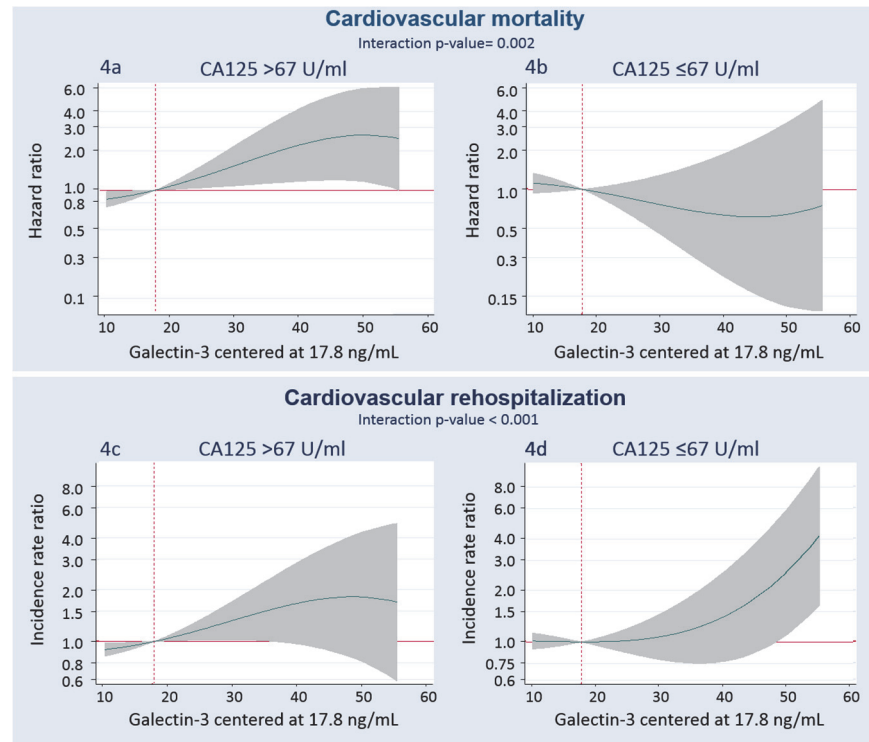 Cardiovascular mortality
Interaction p-value= 0.002
4a CA125 >67 U/ml
Hazard ratio
6.0
4.0
3.0
2.0
1.0
0.8
0.5
0.3
0.1
10 20 30 40 50 60
Galectin-3 centered at 17.8 ng/mL
4b CA125 ≤67 U/ml
Hazard ratio
6.0
4.0
3.0
2.0
1.0
0.5
0.3
0.15
10 20 30 40 50 60
Galectin-3 centered at 17.8 ng/mL
Cardiovascular rehospitalization
Interaction p-value < 0.001
4c CA125 >67 U/ml
Incidence rate ratio
8.0
6.0
4.0
3.0
2.0
1.5
1.0
0.8
0.6
10 20 30 40 50 60
Galectin-3 centered at 17.8 ng/mL
4d CA125 ≤67 U/ml
Incidence rate ratio
8.0
6.0
4.0
3.0
2.0
1.5
1.0
0.75
0.6
10 20 30 40 50 60
Galectin-3 centered at 17.8 ng/mL